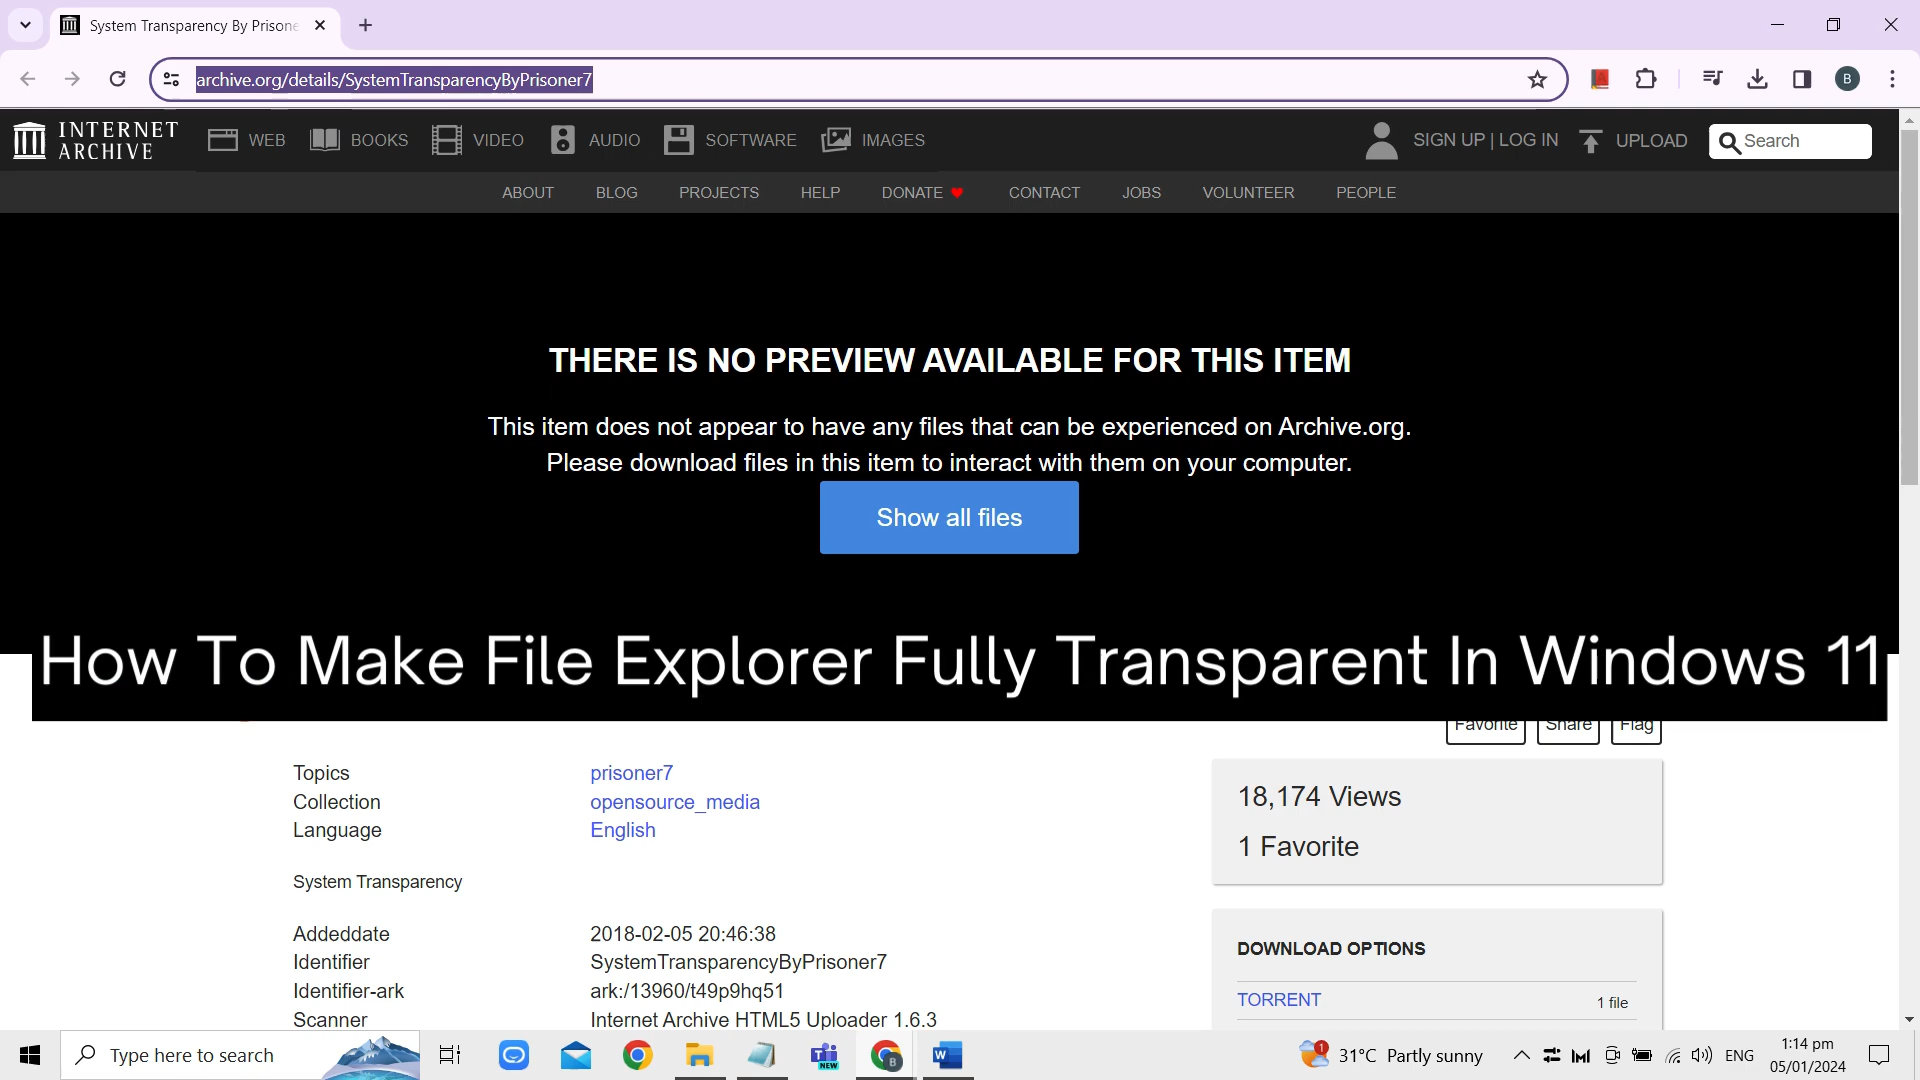 System Transparency By Prisone
archive.org/details/SystemTransparencyByPrisoner7
B
INTERNET ARCHIVE
WEB
BOOKS
VIDEO
AUDIO
SOFTWARE
IMAGES
SIGN UP | LOG IN
UPLOAD
Search
ABOUT
BLOG
PROJECTS
HELP
DONATE
CONTACT
JOBS
VOLUNTEER
PEOPLE
THERE IS NO PREVIEW AVAILABLE FOR THIS ITEM
This item does not appear to have any files that can be experienced on Archive.org.
Please download files in this item to interact with them on your computer.
Show all files
How To Make File Explorer Fully Transparent In Windows 11
Favorite
Share
Flag
Topics prisoner7
Collection opensource_media
Language English
System Transparency
Addeddate 2018-02-05 20:46:38
Identifier SystemTransparencyByPrisoner7
Identifier-ark ark:/13960/t49p9hq51
Scanner Internet Archive HTML5 Uploader 1.6.3
18,174 Views
1 Favorite
DOWNLOAD OPTIONS
TORRENT 1 file
Type here to search
NEW
B
W
1
31°C Partly sunny
ENG
1:14 pm
05/01/2024